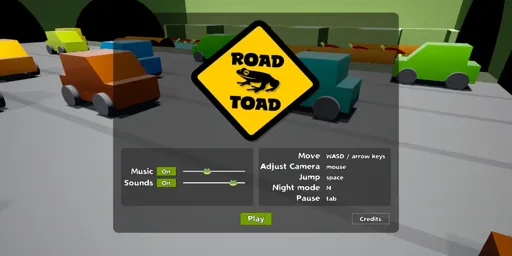 ROAD
TOAD
Music On
Sounds On
Move WASD / arrow keys
Adjust Camera mouse
Jump space
Night mode N
Pause tab
Play
Credits